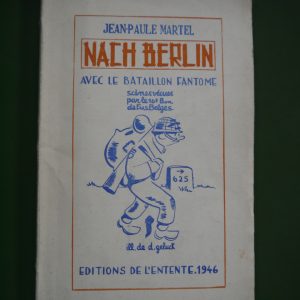 JEAN-PAULE MARTEL
NACH BERLIN
AVEC LE BATAILLON FANTOME
scènes vécues
par le 10e Bon
de Fus Belges
→
625
ill. de d. geluck
EDITIONS DE L'ENTENTE.1946